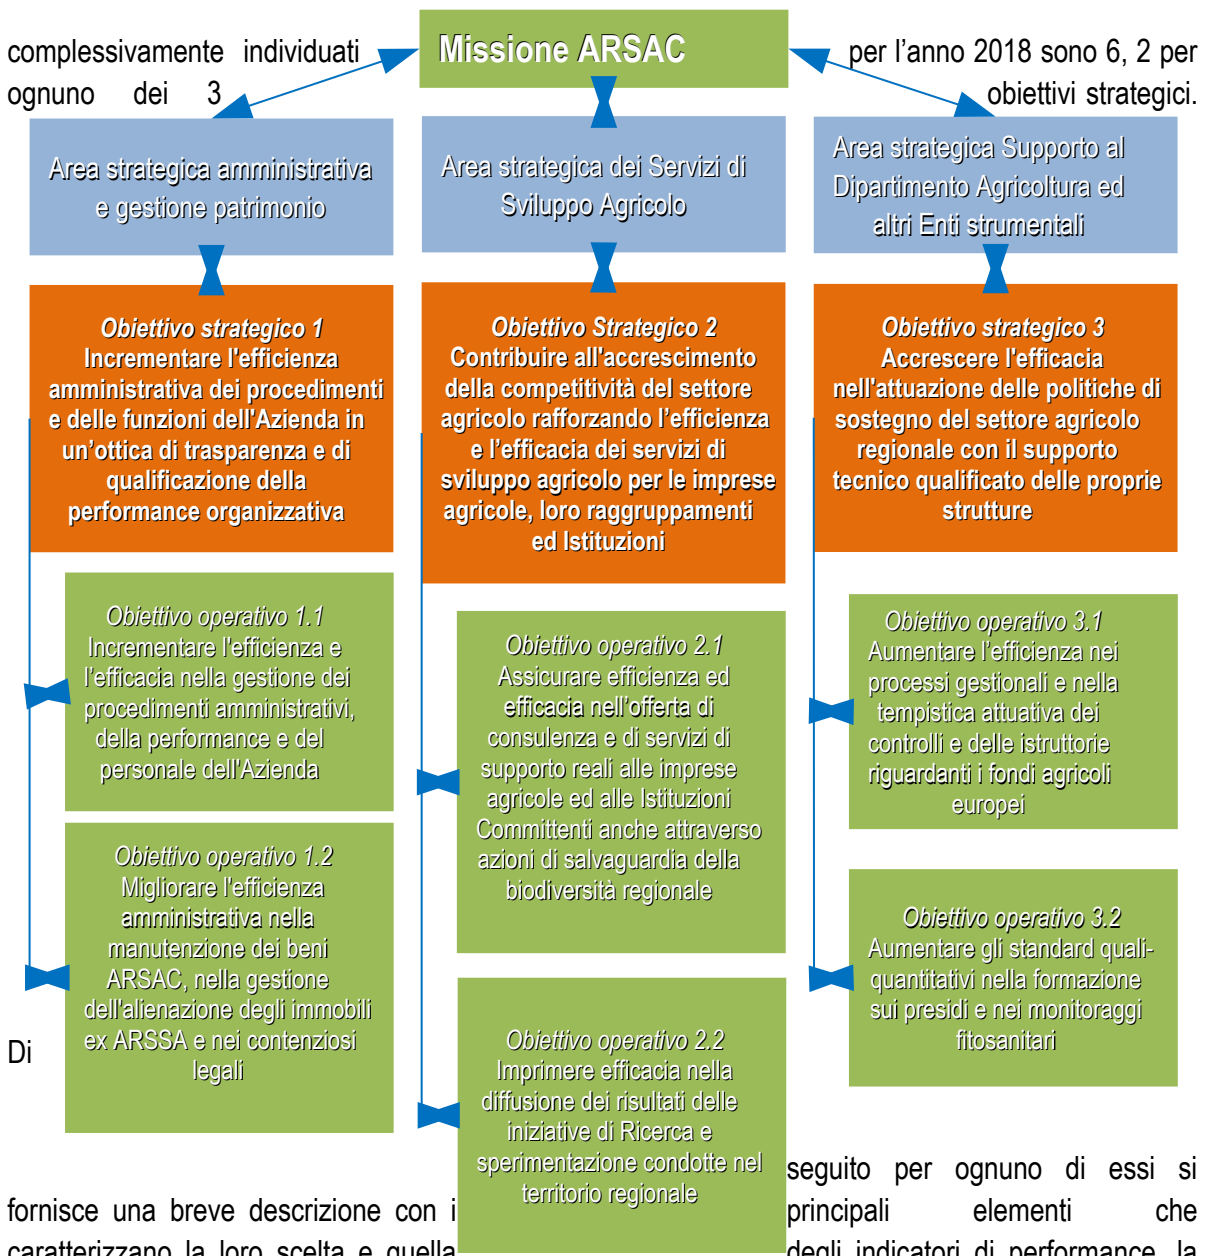 Missione ARSAC
complessivamente individuati per l’anno 2018 sono 6, 2 per
ognuno dei 3 obiettivi strategici.
Area strategica amministrativa
e gestione patrimonio
Area strategica dei Servizi di
Sviluppo Agricolo
Area strategica Supporto al
Dipartimento Agricoltura ed
altri Enti strumentali
Obiettivo strategico 1
Incrementare l'efficienza
amministrativa dei procedimenti
e delle funzioni dell'Azienda in
un’ottica di trasparenza e di
qualificazione della
performance organizzativa
Obiettivo Strategico 2
Contribuire all'accrescimento
della competitività del settore
agricolo rafforzando l’efficienza
e l’efficacia dei servizi di
sviluppo agricolo per le imprese
agricole, loro raggruppamenti
ed Istituzioni
Obiettivo strategico 3
Accrescere l'efficacia
nell'attuazione delle politiche di
sostegno del settore agricolo
regionale con il supporto
tecnico qualificato delle proprie
strutture
Obiettivo operativo 1.1
Incrementare l'efficienza e
l’efficacia nella gestione dei
procedimenti amministrativi,
della performance e del
personale dell'Azienda
Obiettivo operativo 1.2
Migliorare l'efficienza
amministrativa nella
manutenzione dei beni
ARSAC, nella gestione
dell'alienazione degli immobili
ex ARSSA e nei contenziosi
legali
Obiettivo operativo 2.1
Assicurare efficienza ed
efficacia nell'offerta di
consulenza e di servizi di
supporto reali alle imprese
agricole ed alle Istituzioni
Committenti anche attraverso
azioni di salvaguardia della
biodiversità regionale
Obiettivo operativo 2.2
Imprimere efficacia nella
diffusione dei risultati delle
iniziative di Ricerca e
sperimentazione condotte nel
territorio regionale
Obiettivo operativo 3.1
Aumentare l’efficienza nei
processi gestionali e nella
tempistica attuativa dei
controlli e delle istruttorie
riguardanti i fondi agricoli
europei
Obiettivo operativo 3.2
Aumentare gli standard quali-
quantitativi nella formazione
sui presidi e nei monitoraggi
fitosanitari
Di seguito per ognuno di essi si
fornisce una breve descrizione con i principali elementi che
caratterizzano la loro scelta e quella degli indicatori di performance, la